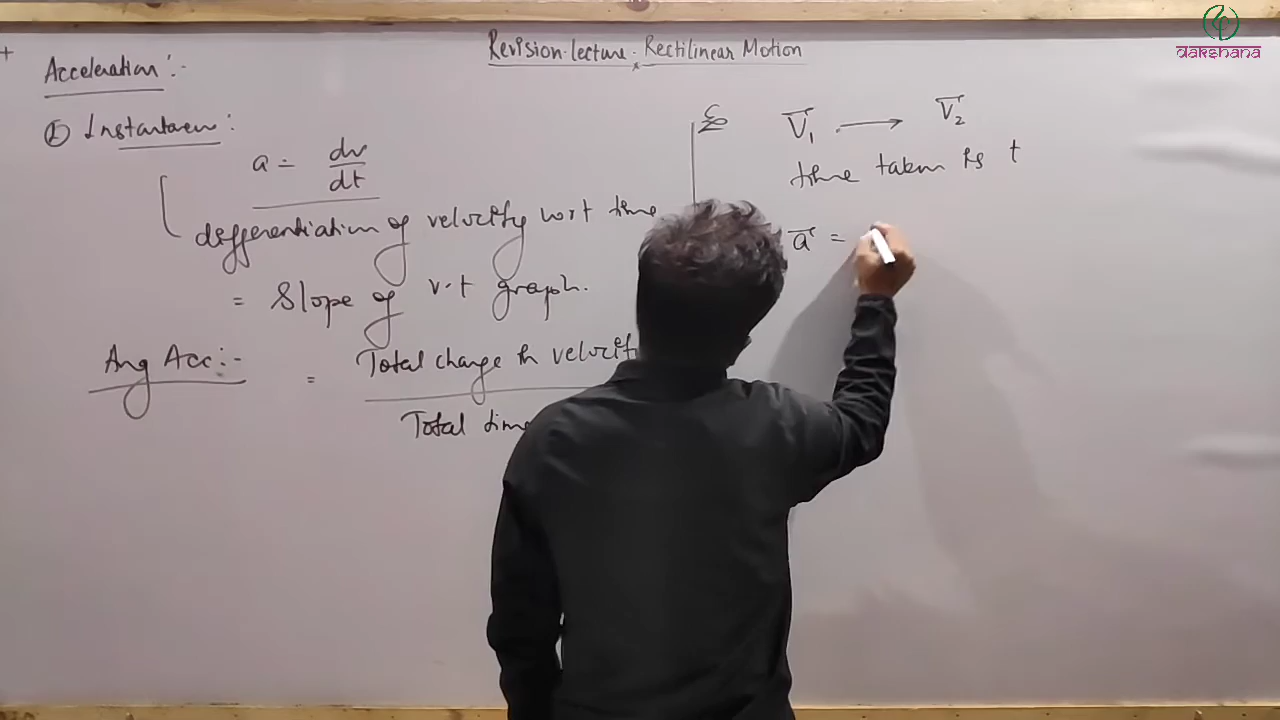 dakshana
Revision lecture. Rectilinear Motion
Acceleration:-
① Instantaneu:
a = dv/dt
differentiation of velocity wrt time
= Slope of v.t graph.
Avg Acc:- = Total change in velocit
Total time
V₁ → V₂
time taken is t
a =